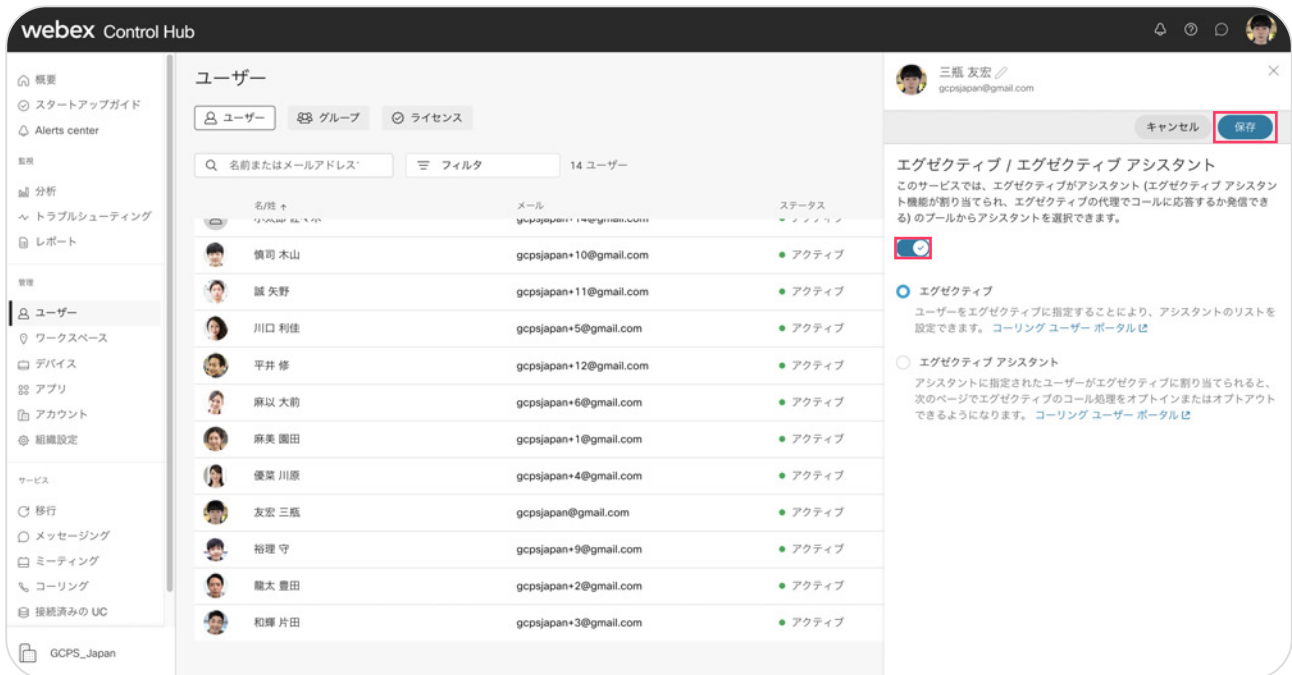 webex Control Hub
概要
スタートアップガイド
Alerts center
監視
分析
トラブルシューティング
レポート
管理
ユーザー
ワークスペース
デバイス
アプリ
アカウント
組織設定
サービス
移行
メッセージング
ミーティング
コーリング
接続済みの UC
GCPS_Japan
ユーザー
ユーザー グループ ライセンス
名前またはメールアドレス フィルタ 14 ユーザー
名/姓 ↑ メール ステータス
gcpsjapan+14@gmail.com アクティブ
慎司 木山 gcpsjapan+10@gmail.com アクティブ
誠 矢野 gcpsjapan+11@gmail.com アクティブ
川口 利佳 gcpsjapan+5@gmail.com アクティブ
平井 修 gcpsjapan+12@gmail.com アクティブ
麻以 大前 gcpsjapan+6@gmail.com アクティブ
麻美 園田 gcpsjapan+1@gmail.com アクティブ
優菜 川原 gcpsjapan+4@gmail.com アクティブ
友宏 三瓶 gcpsjapan@gmail.com アクティブ
裕理 守 gcpsjapan+9@gmail.com アクティブ
龍太 豊田 gcpsjapan+2@gmail.com アクティブ
和輝 片田 gcpsjapan+3@gmail.com アクティブ
三瓶 友宏
gcpsjapan@gmail.com
キャンセル 保存
エグゼクティブ / エグゼクティブ アシスタント
このサービスでは、エグゼクティブがアシスタント (エグゼクティブ アシスタン
ト機能が割り当てられ、エグゼクティブの代理でコールに応答するか発信でき
る) のプールからアシスタントを選択できます。
エグゼクティブ
ユーザーをエグゼクティブに指定することにより、アシスタントのリストを
設定できます。 コーリング ユーザー ポータル
エグゼクティブ アシスタント
アシスタントに指定されたユーザーがエグゼクティブに割り当てられると、
次のページでエグゼクティブのコール処理をオプトインまたはオプトアウト
できるようになります。 コーリング ユーザー ポータル